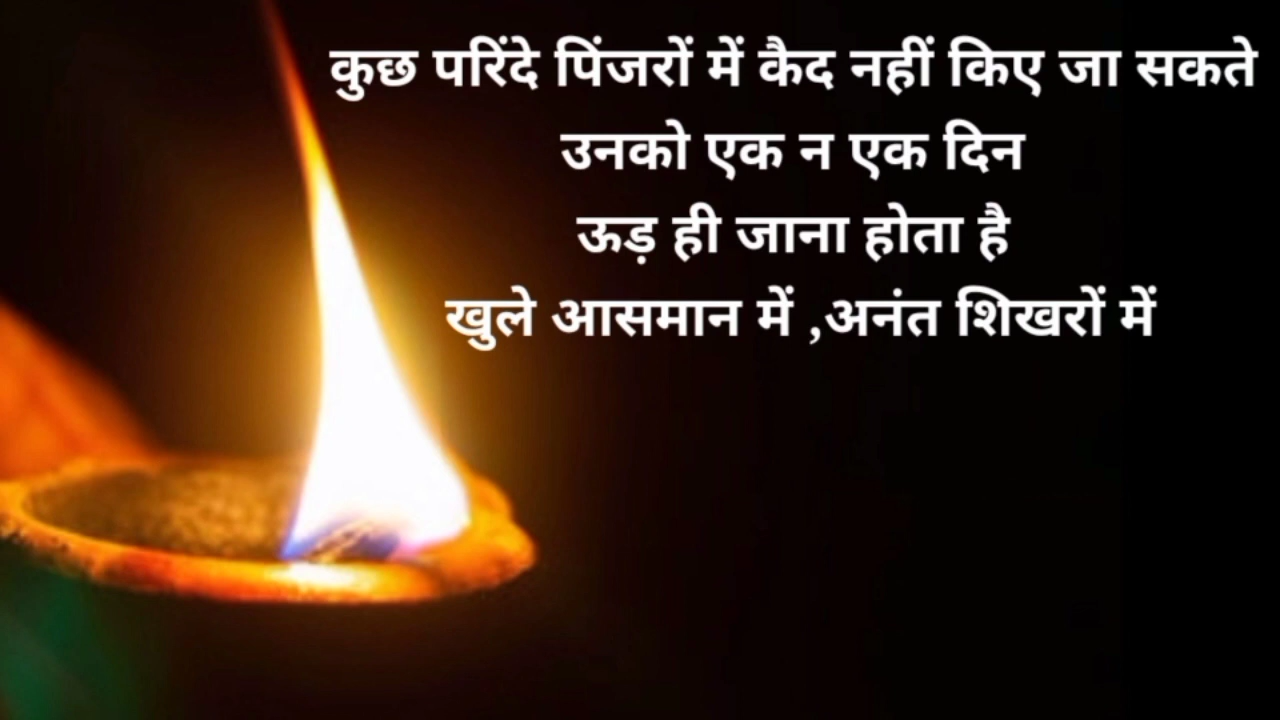 कुछ परिंदे पिंजरों में कैद नहीं किए जा सकते
उनको एक न एक दिन
ऊड़ ही जाना होता है
खुले आसमान में ,अनंत शिखरों में